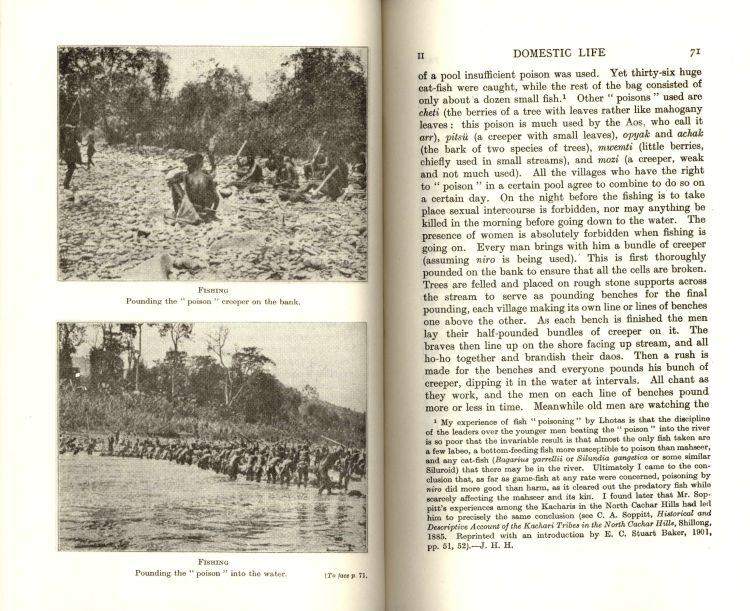 FISHING
Pounding the " poison " creeper on the bank.
FISHING
Pounding the " poison " into the water.
[To face p. 71.
II
DOMESTIC LIFE
71
of a pool insufficient poison was used. Yet thirty-six huge
cat-fish were caught, while the rest of the bag consisted of
only about a dozen small fish.¹ Other " poisons " used are
cheti (the berries of a tree with leaves rather like mahogany
leaves : this poison is much used by the Aos, who call it
arr), pitsü (a creeper with small leaves), opyak and achak
(the bark of two species of trees), mwemti (little berries,
chiefly used in small streams), and mozi (a creeper, weak
and not much used). All the villages who have the right
to " poison " in a certain pool agree to combine to do so on
a certain day. On the night before the fishing is to take
place sexual intercourse is forbidden, nor may anything be
killed in the morning before going down to the water. The
presence of women is absolutely forbidden when fishing is
going on. Every man brings with him a bundle of creeper
(assuming niro is being used). This is first thoroughly
pounded on the bank to ensure that all the cells are broken.
Trees are felled and placed on rough stone supports across
the stream to serve as pounding benches for the final
pounding, each village making its own line or lines of benches
one above the other. As each bench is finished the men
lay their half-pounded bundles of creeper on it. The
braves then line up on the shore facing up stream, and all
ho-ho together and brandish their daos. Then a rush is
made for the benches and everyone pounds his bunch of
creeper, dipping it in the water at intervals. All chant as
they work, and the men on each line of benches pound
more or less in time. Meanwhile old men are watching the
¹ My experience of fish " poisoning " by Lhotas is that the discipline
of the leaders over the younger men beating the " poison " into the river
is so poor that the invariable result is that almost the only fish taken are
a few labeo, a bottom-feeding fish more susceptible to poison than mahseer,
and any cat-fish (Bagarius yarrellii or Silundia gangetica or some similar
Siluroid) that there may be in the river. Ultimately I came to the con-
clusion that, as far as game-fish at any rate were concerned, poisoning by
niro did more good than harm, as it cleared out the predatory fish while
scarcely affecting the mahseer and its kin. I found later that Mr. Sop-
pitt's experiences among the Kacharis in the North Cachar Hills had led
him to precisely the same conclusion (see C. A. Soppitt, Historical and
Descriptive Account of the Kachari Tribes in the North Cachar Hills, Shillong,
1885. Reprinted with an introduction by E. C. Stuart Baker, 1901,
pp. 51, 52).—J. H. H.